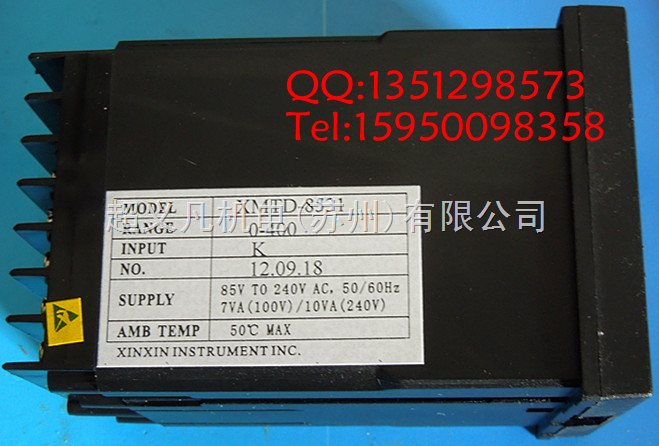 QQ:1351298573
Tel:15950098358
MODEL XMTD-8531
超凡机电(苏州)有限公司
RANGE 0-400
INPUT K
NO. 12.09.18
SUPPLY 85V TO 240V AC, 50/60Hz
7VA(100V)/10VA(240V)
AMB TEMP 50℃ MAX
XINXIN INSTRUMENT INC.